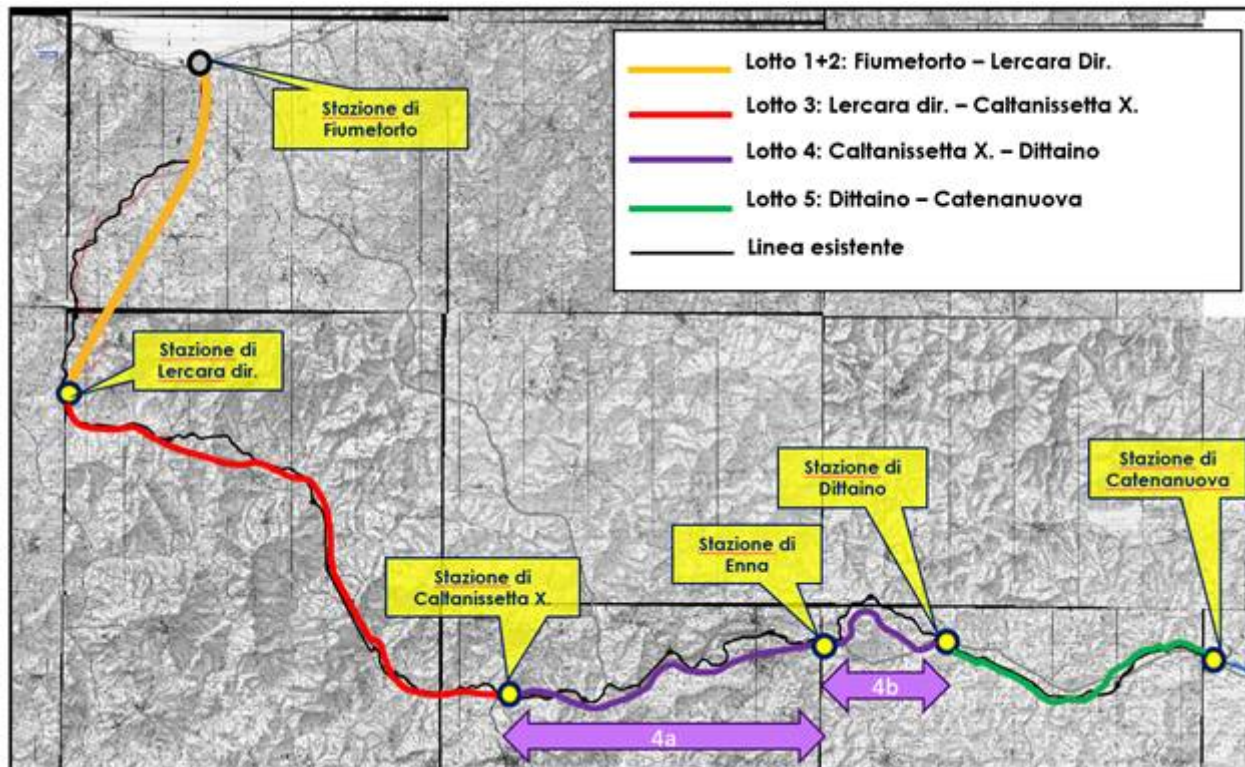 Lotto 1+2: Fiumetorto – Lercara Dir.
Lotto 3: Lercara dir. – Caltanissetta X.
Lotto 4: Caltanissetta X. – Dittaino
Lotto 5: Dittaino – Catenanuova
Linea esistente
Stazione di
Fiumetorto
Stazione di
Lercara dir.
Stazione di
Caltanissetta X.
Stazione di
Enna
Stazione di
Dittaino
Stazione di
Catenanuova
4a
4b